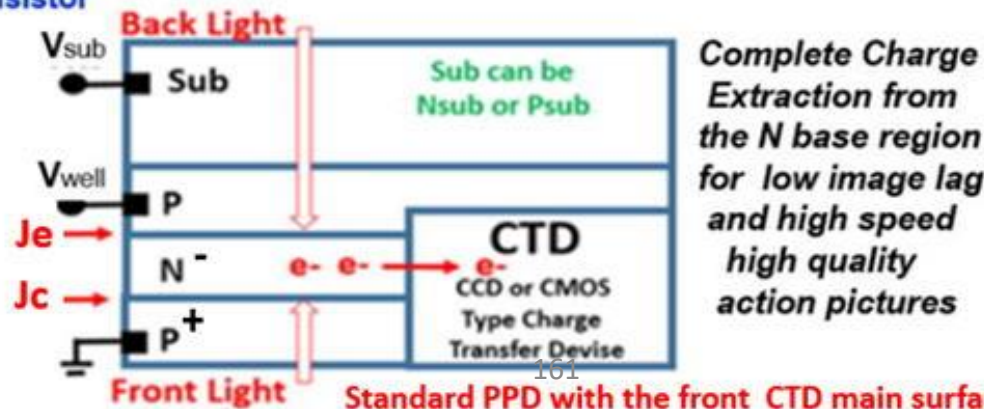 Back Light
Vsub
Sub
Sub can be
Nsub or Psub
Complete Charge
Extraction from
the N base region
for low image lag
and high speed
high quality
action pictures
Vwell
P
Je
N -
e- e- e-
CTD
CCD or CMOS
Type Charge
Transfer Devise
Jc
P+
161
Front Light
Standard PPD with the front CTD main surfa